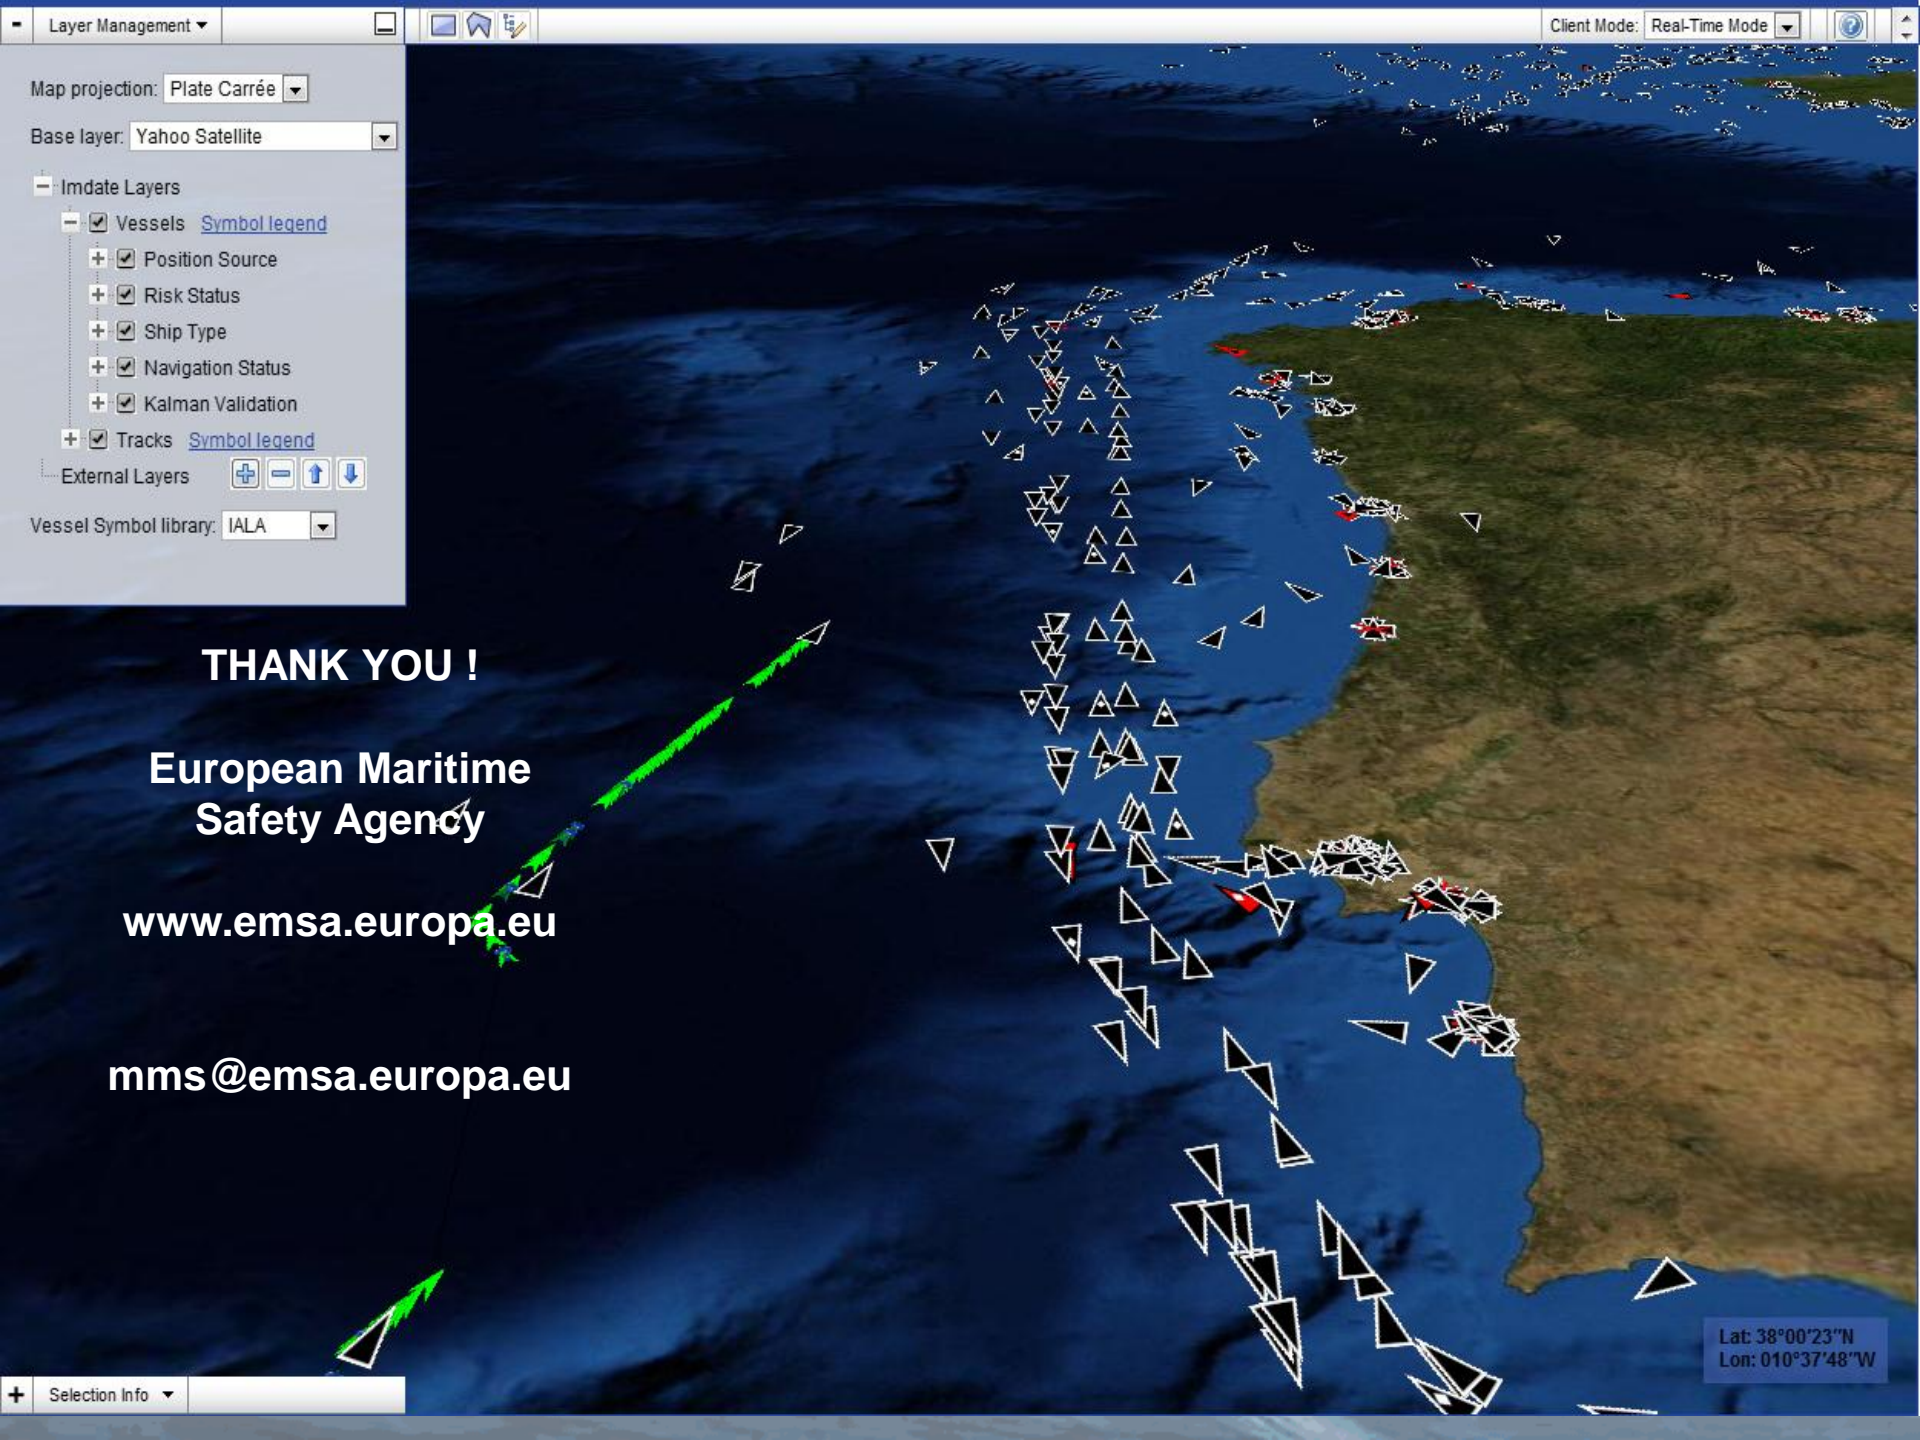 Layer Management
Client Mode: Real-Time Mode
Map projection: Plate Carrée
Base layer: Yahoo Satellite
Imdate Layers
Vessels Symbol legend
Position Source
Risk Status
Ship Type
Navigation Status
Kalman Validation
Tracks Symbol legend
External Layers
Vessel Symbol library: IALA
THANK YOU !
European Maritime
Safety Agency
www.emsa.europa.eu
mms@emsa.europa.eu
Lat: 38°00'23"N
Lon: 010°37'48"W
Selection Info